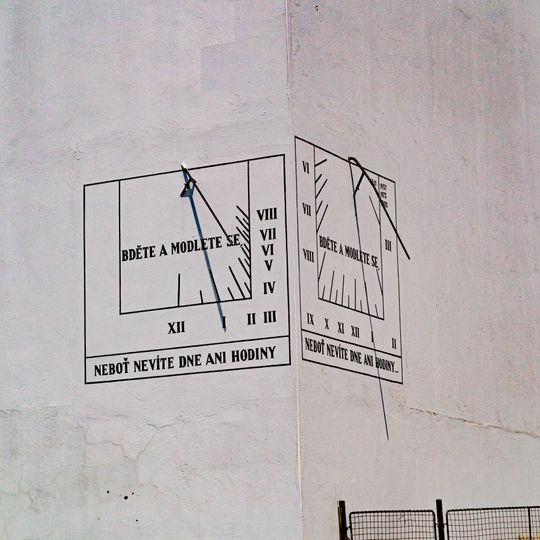 VIII
VII
VI
V
IV
BDĚTE A MODLETE SE.
XII I II III
NEBOŤ NEVÍTE DNE ANI HODINY
VI
VII
VIII
III
BDĚTE A MODLETE SE.
IX X XI XII I II
NEBOŤ NEVÍTE DNE ANI HODINY...